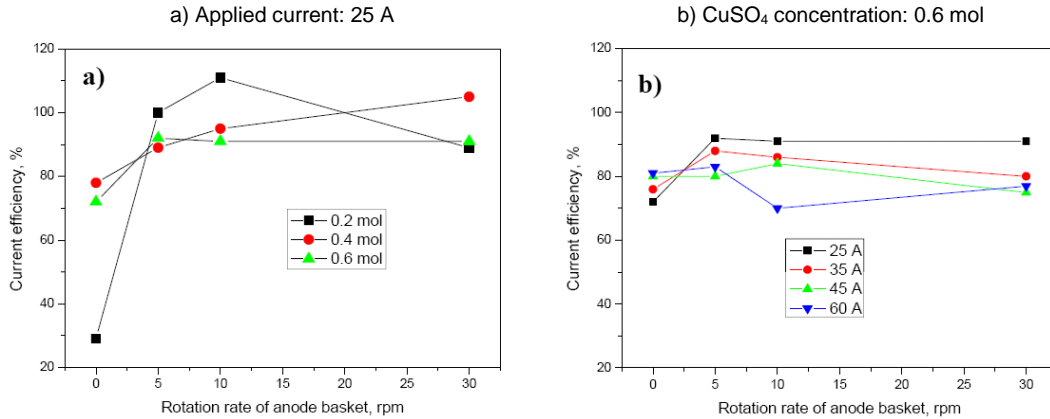 a) Applied current: 25 A
a)
120
100
80
60
40
20
0
5
10
15
20
25
30
Current efficiency, %
Rotation rate of anode basket, rpm
0.2 mol
0.4 mol
0.6 mol
b) CuSO₄ concentration: 0.6 mol
b)
120
100
80
60
40
20
0
5
10
15
20
25
30
Current efficiency, %
Rotation rate of anode basket, rpm
25 A
35 A
45 A
60 A